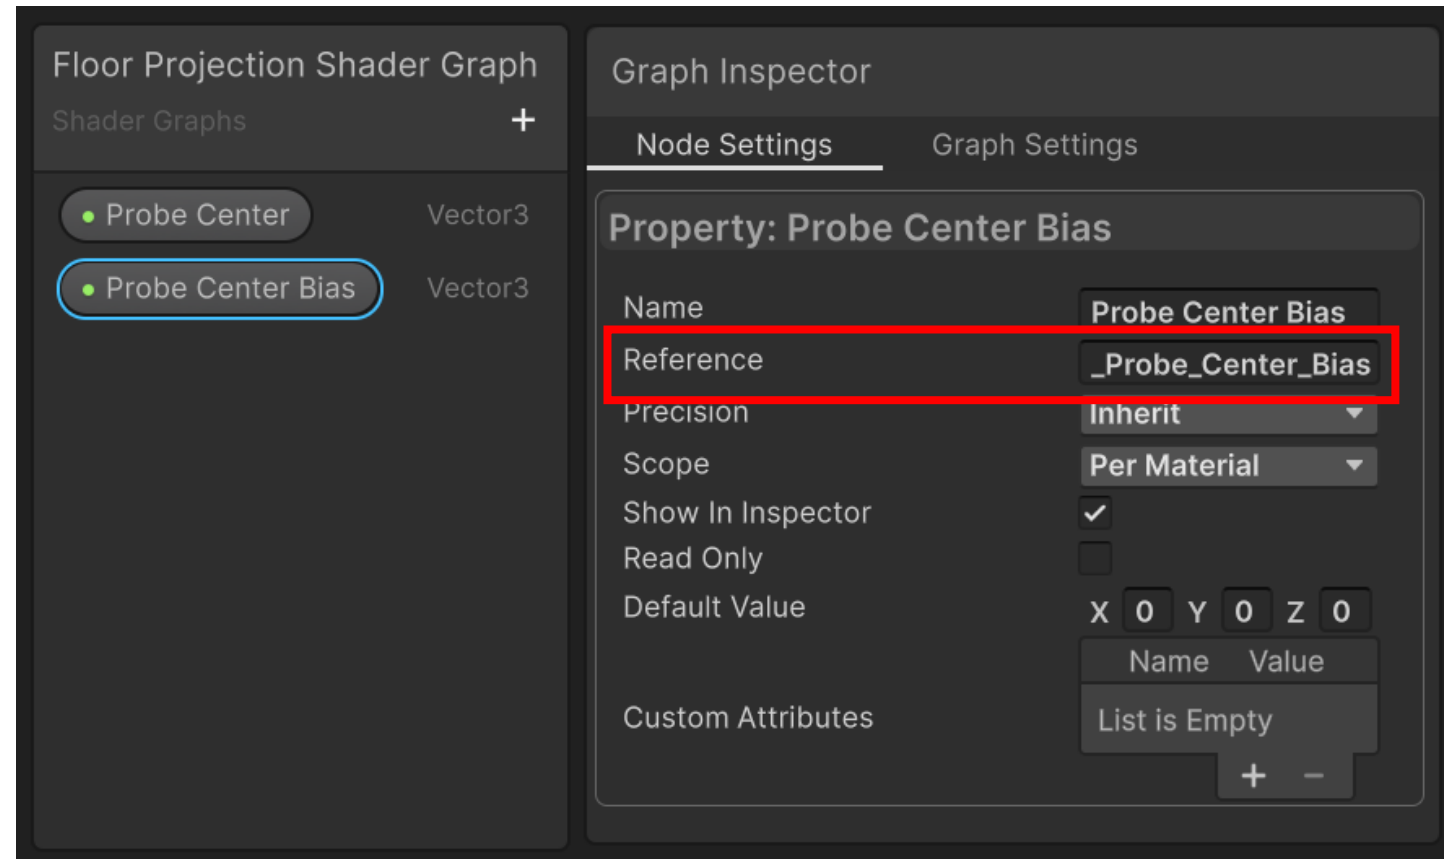 Floor Projection Shader Graph
Shader Graphs
+
Probe Center Vector3
Probe Center Bias Vector3
Graph Inspector
Node Settings Graph Settings
Property: Probe Center Bias
Name Probe Center Bias
Reference _Probe_Center_Bias
Precision Inherit
Scope Per Material
Show In Inspector
Read Only
Default Value X 0 Y 0 Z 0
Name Value
Custom Attributes List is Empty
+ −